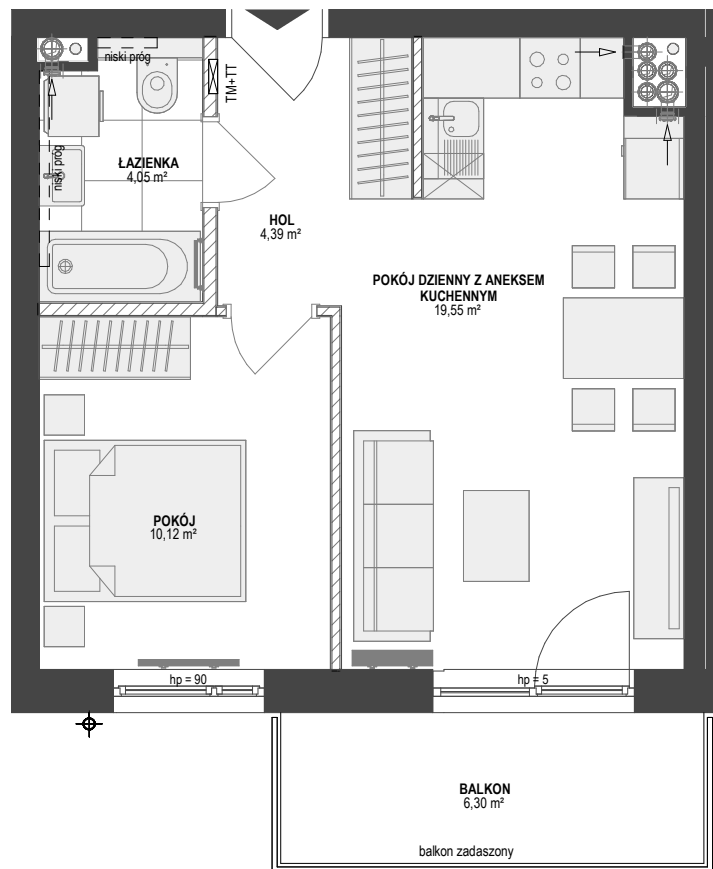 niski próg
TM+TT
niski próg
ŁAZIENKA
4,05 m²
HOL
4,39 m²
POKÓJ DZIENNY Z ANEKSEM
KUCHENNYM
19,55 m²
POKÓJ
10,12 m²
hp = 90
hp = 5
BALKON
6,30 m²
balkon zadaszony